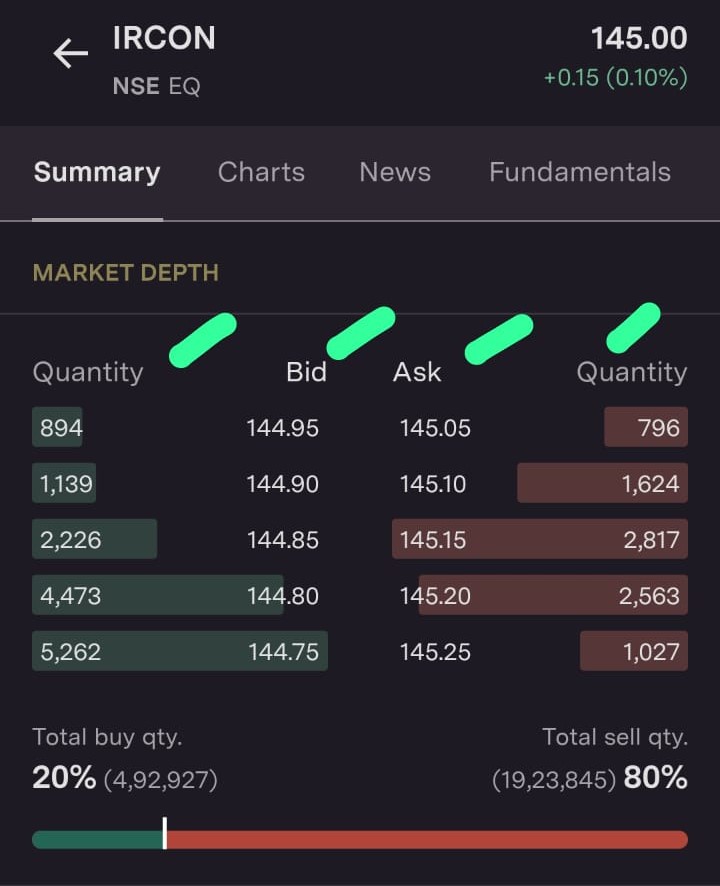 IRCON
145.00
NSE EQ
+0.15 (0.10%)
Summary Charts News Fundamentals
MARKET DEPTH
Quantity Bid Ask Quantity
894 144.95 145.05 796
1,139 144.90 145.10 1,624
2,226 144.85 145.15 2,817
4,473 144.80 145.20 2,563
5,262 144.75 145.25 1,027
Total buy qty. Total sell qty.
20% (4,92,927) (19,23,845) 80%